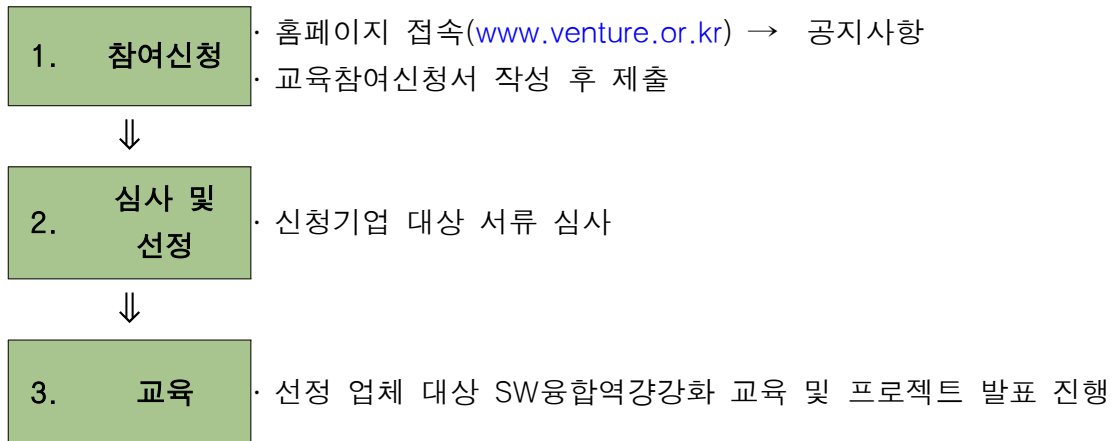 · 홈페이지 접속(www.venture.or.kr) → 공지사항
1. 참여신청
· 교육참여신청서 작성 후 제출
⇓
심사 및
2.
선정
· 신청기업 대상 서류 심사
⇓
3. 교육
· 선정 업체 대상 SW융합역걍강화 교육 및 프로젝트 발표 진행